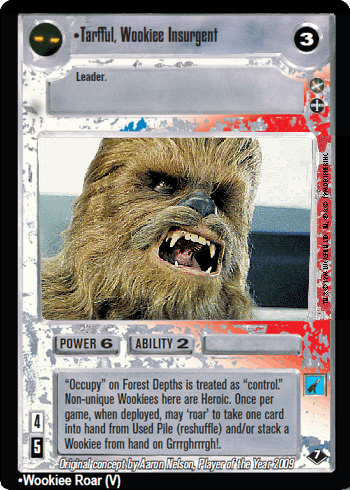 •Tarfful, Wookiee Insurgent
3
Leader.
POWER 6
ABILITY 2
"Occupy" on Forest Depths is treated as "control."
Non-unique Wookiees here are Heroic. Once per
game, when deployed, may 'roar' to take one card
into hand from Used Pile (reshuffle) and/or stack a
Wookiee from hand on Grrrghrrrgh!.
4
5
7
Original concept by Aaron Nelson, Player of the Year 2009
•Wookiee Roar (V)